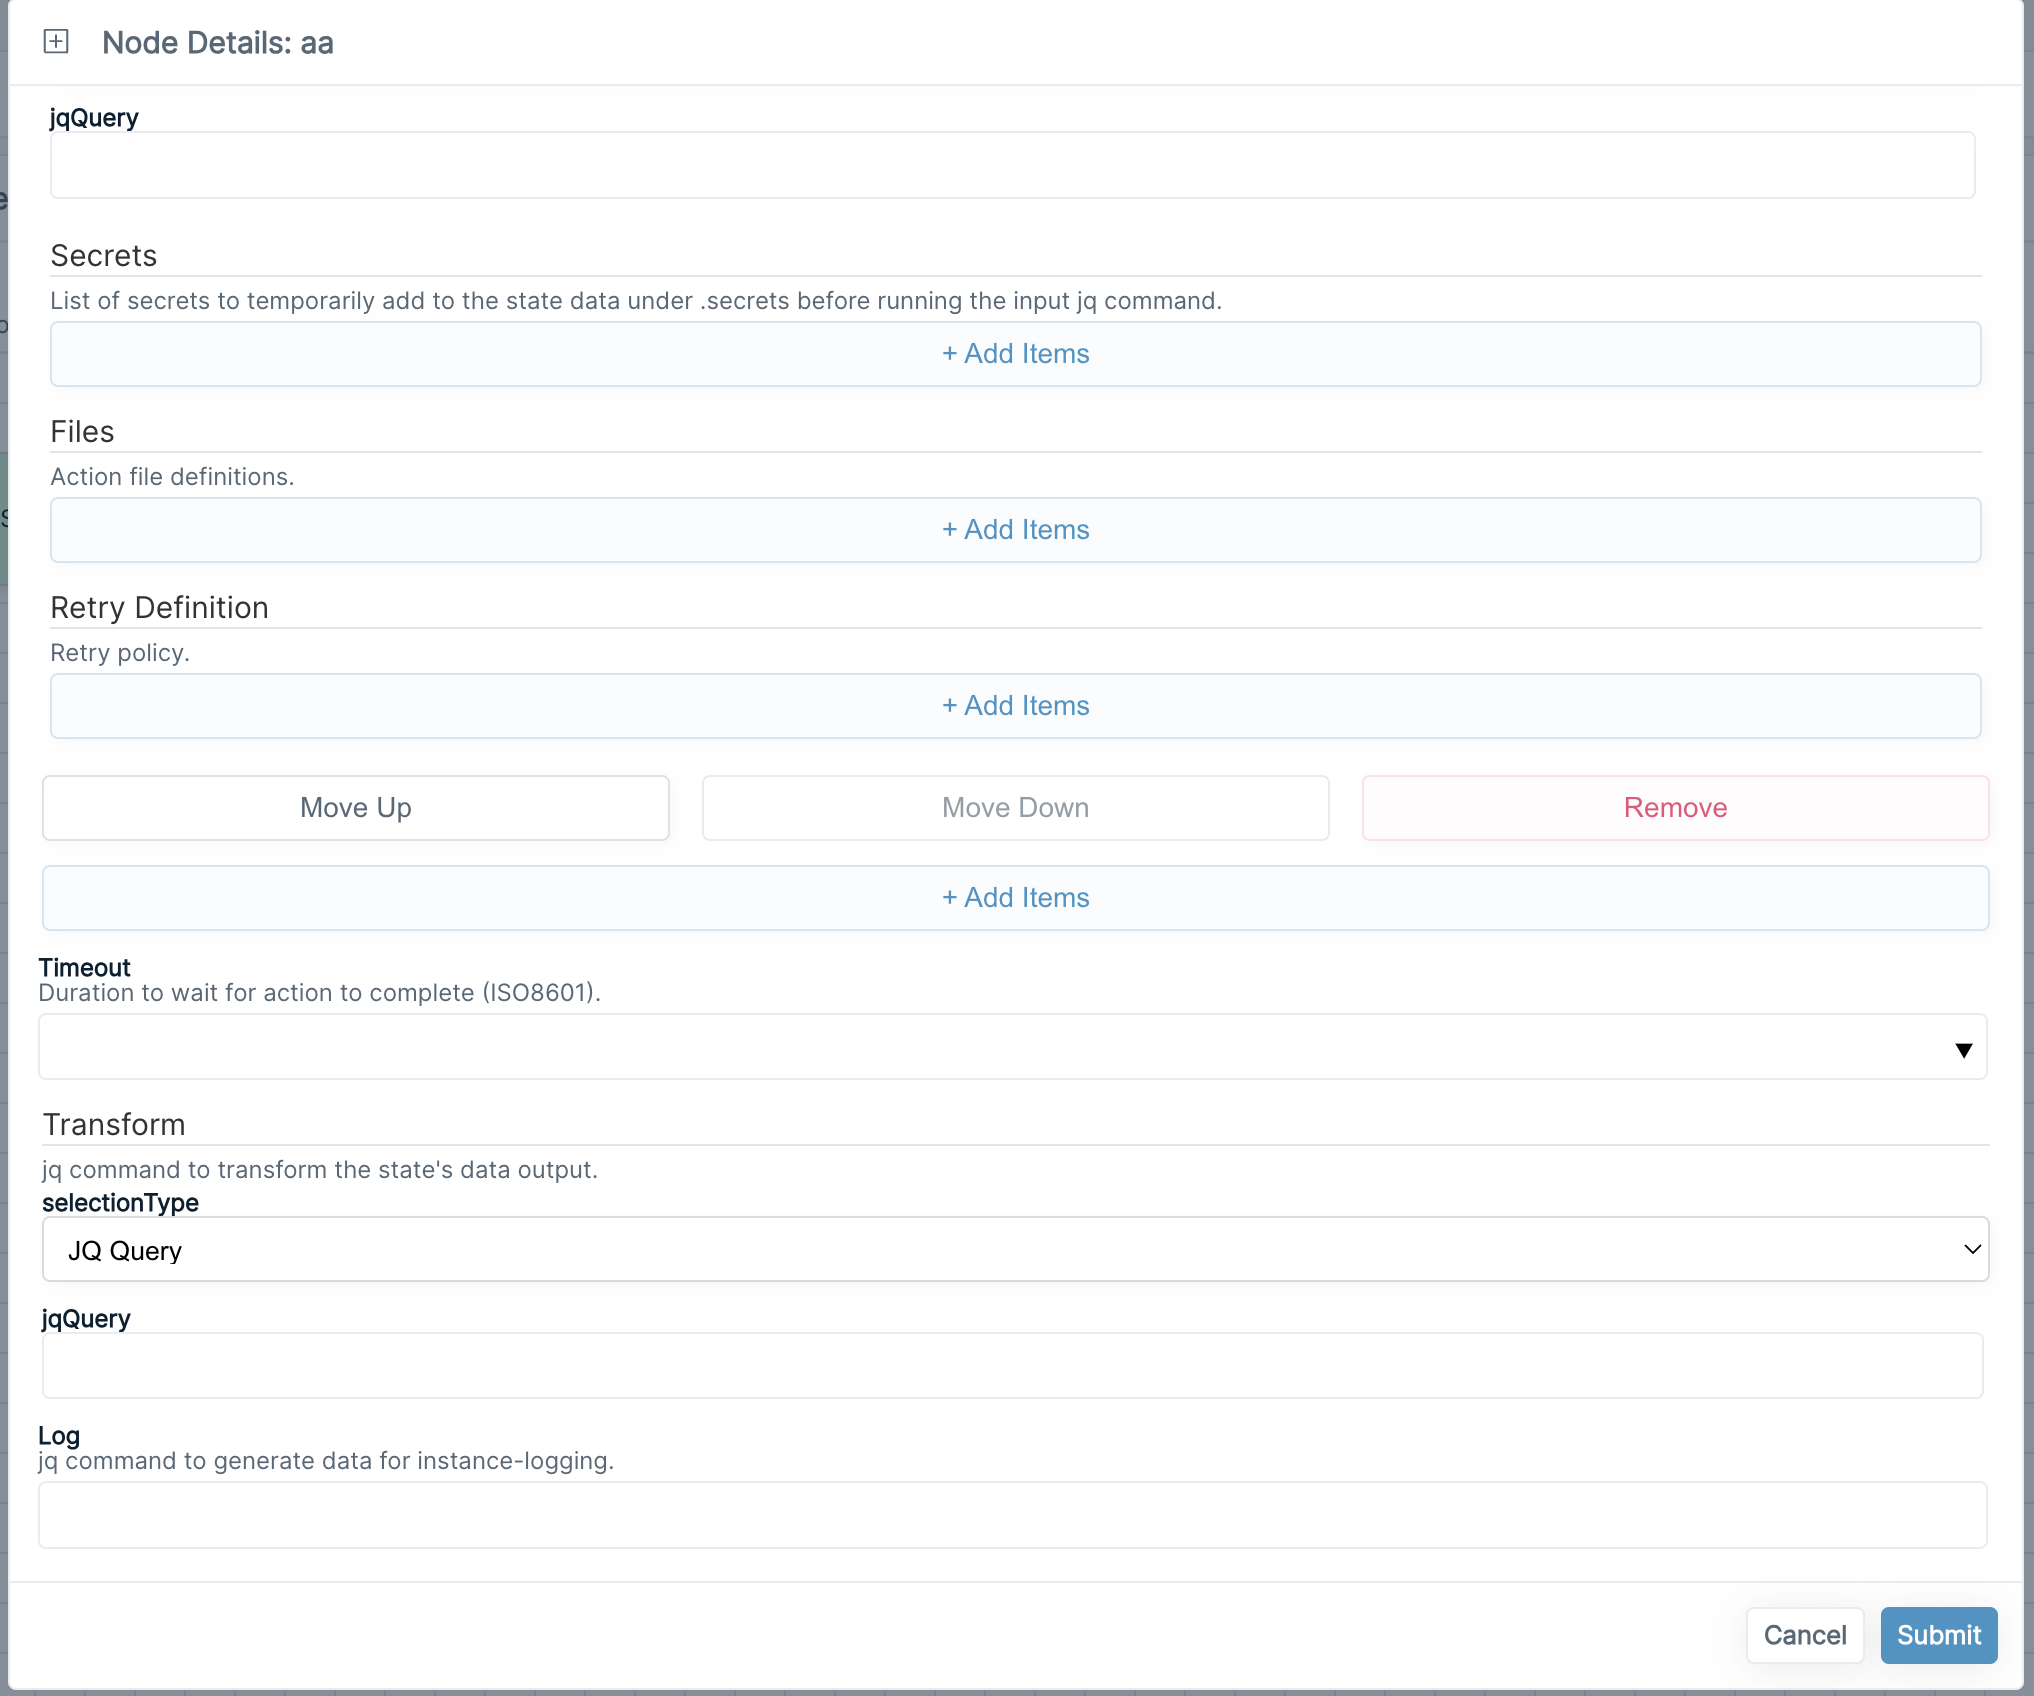 Node Details: aa
jqQuery
Secrets
List of secrets to temporarily add to the state data under .secrets before running the input jq command.
+ Add Items
Files
Action file definitions.
+ Add Items
Retry Definition
Retry policy.
+ Add Items
Move Up
Move Down
Remove
+ Add Items
Timeout
Duration to wait for action to complete (ISO8601).
Transform
jq command to transform the state's data output.
selectionType
JQ Query
jqQuery
Log
jq command to generate data for instance-logging.
Cancel
Submit